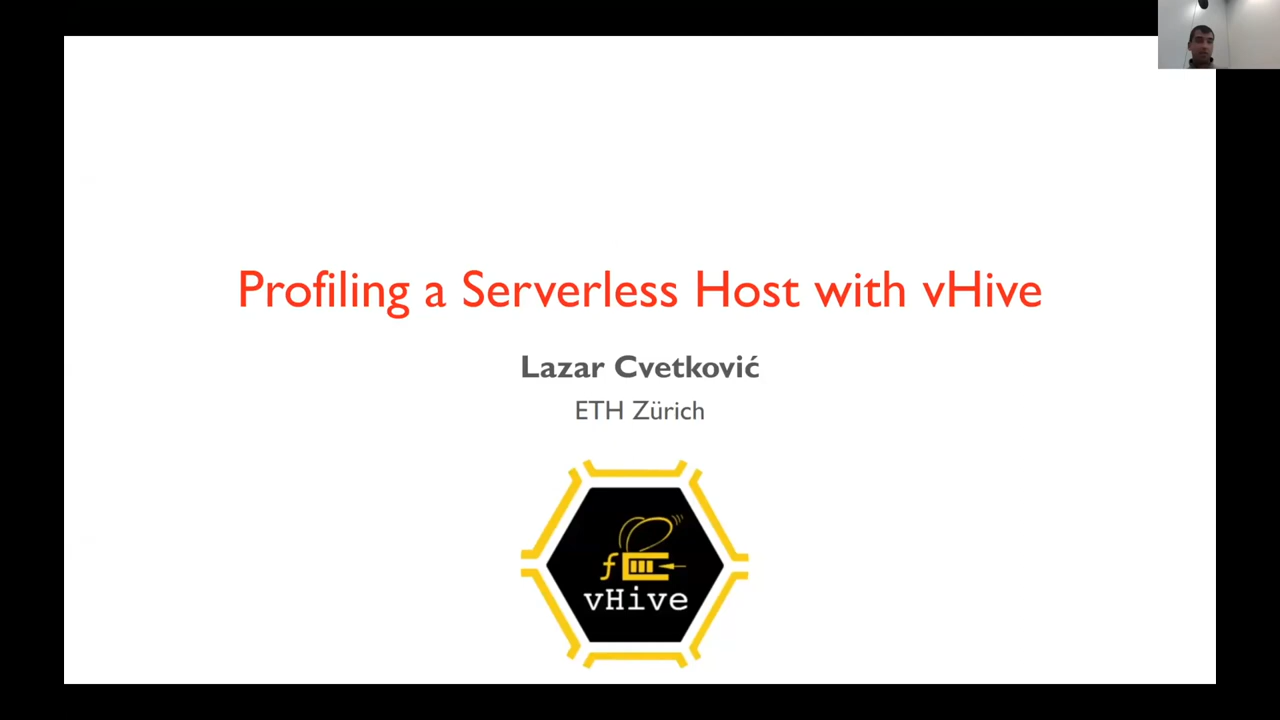 Profiling a Serverless Host with vHive
Lazar Cvetković
ETH Zürich
f
vHive